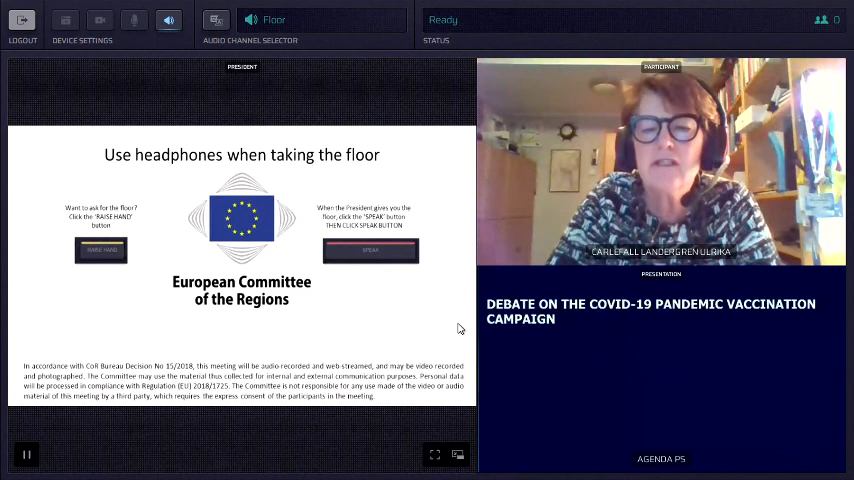 LOGOUT
DEVICE SETTINGS
Floor
AUDIO CHANNEL SELECTOR
Ready
0
STATUS
PRESIDENT
Use headphones when taking the floor
Want to ask for the floor?
Click the 'RAISE HAND'
button
RAISE HAND
When the President gives you the
floor, click the 'SPEAK' button
THEN CLICK SPEAK BUTTON
SPEAK
European Committee
of the Regions
In accordance with CoR Bureau Decision No 15/2018, this meeting will be audio recorded and web-streamed, and may be video recorded
and photographed. The Committee may use the material thus collected for internal and external communication purposes. Personal data
will be processed in compliance with Regulation (EU) 2018/1725. The Committee is not responsible for any use made of the video or audio
material of this meeting by a third party, which requires the express consent of the participants in the meeting.
PARTICIPANT
CARLEFALL LANDERGREN ULRIKA
PRESENTATION
DEBATE ON THE COVID-19 PANDEMIC VACCINATION
CAMPAIGN
AGENDA PS